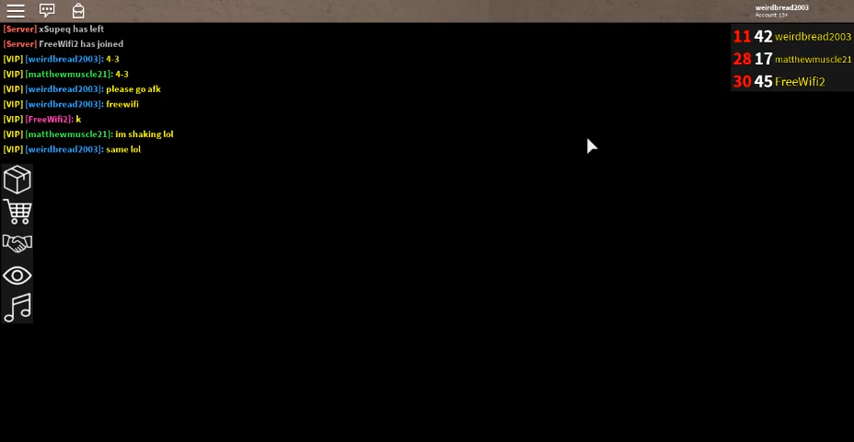 weirdbread2003
Account: 13+
[Server] xSupeq has left
[Server] FreeWifi2 has joined
[VIP] [weirdbread2003]: 4-3
[VIP] [matthewmuscle21]: 4-3
[VIP] [weirdbread2003]: please go afk
[VIP] [weirdbread2003]: freewifi
[VIP] [FreeWifi2]: k
[VIP] [matthewmuscle21]: im shaking lol
[VIP] [weirdbread2003]: same lol
11 42 weirdbread2003
28 17 matthewmuscle21
30 45 FreeWifi2